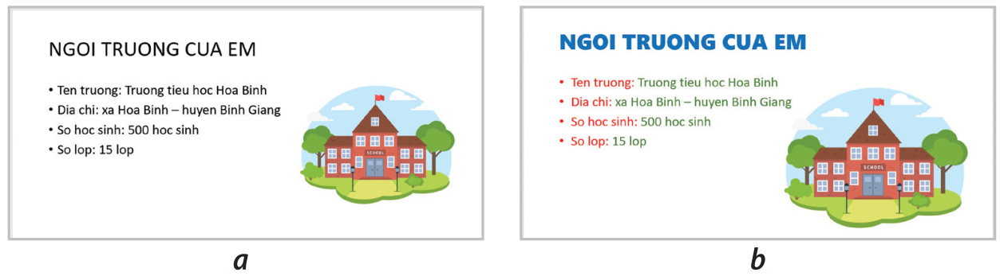 NGOI TRUONG CUA EM
• Ten truong: Truong tieu hoc Hoa Binh
• Dia chi: xa Hoa Binh – huyen Binh Giang
• So hoc sinh: 500 hoc sinh
• So lop: 15 lop
SCHOOL
a
NGOI TRUONG CUA EM
• Ten truong: Truong tieu hoc Hoa Binh
• Dia chi: xa Hoa Binh – huyen Binh Giang
• So hoc sinh: 500 hoc sinh
• So lop: 15 lop
SCHOOL
b